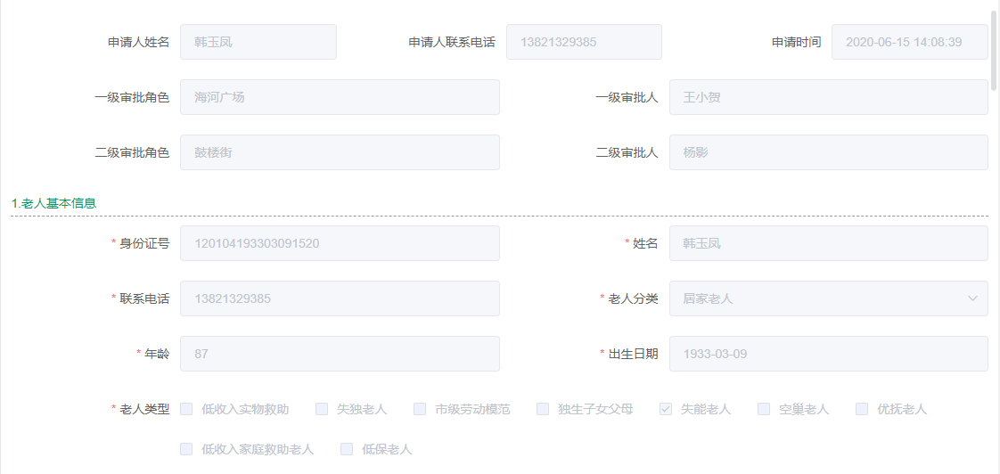 申请人姓名 韩玉凤 申请人联系电话 13821329385 申请时间 2020-06-15 14:08:39
一级审批角色 海河广场 一级审批人 王小贺
二级审批角色 鼓楼街 二级审批人 杨影
1.老人基本信息
* 身份证号 120104193303091520 * 姓名 韩玉凤
* 联系电话 13821329385 * 老人分类 居家老人
* 年龄 87 * 出生日期 1933-03-09
* 老人类型 低收入实物救助 失独老人 市级劳动模范 独生子女父母 失能老人 空巢老人 优抚老人
低收入家庭救助老人 低保老人